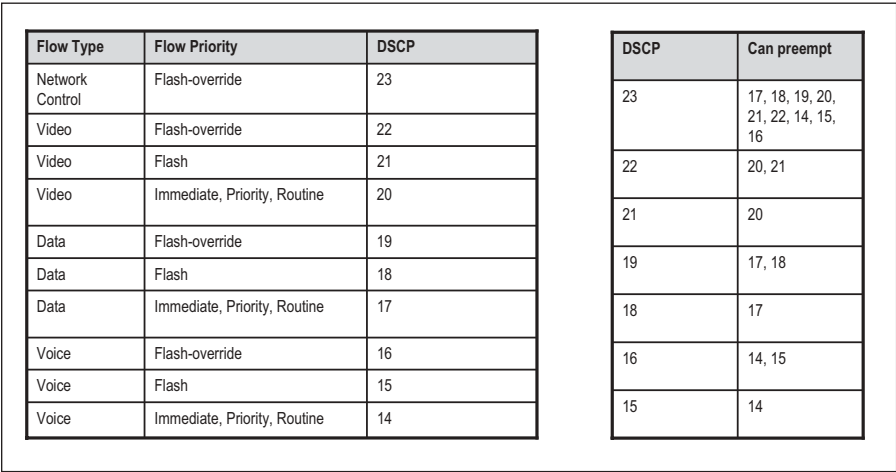 Flow Type Flow Priority DSCP
Network
Control Flash-override 23
Video Flash-override 22
Video Flash 21
Video Immediate, Priority, Routine 20
Data Flash-override 19
Data Flash 18
Data Immediate, Priority, Routine 17
Voice Flash-override 16
Voice Flash 15
Voice Immediate, Priority, Routine 14
DSCP Can preempt
23 17, 18, 19, 20,
21, 22, 14, 15,
16
22 20, 21
21 20
19 17, 18
18 17
16 14, 15
15 14